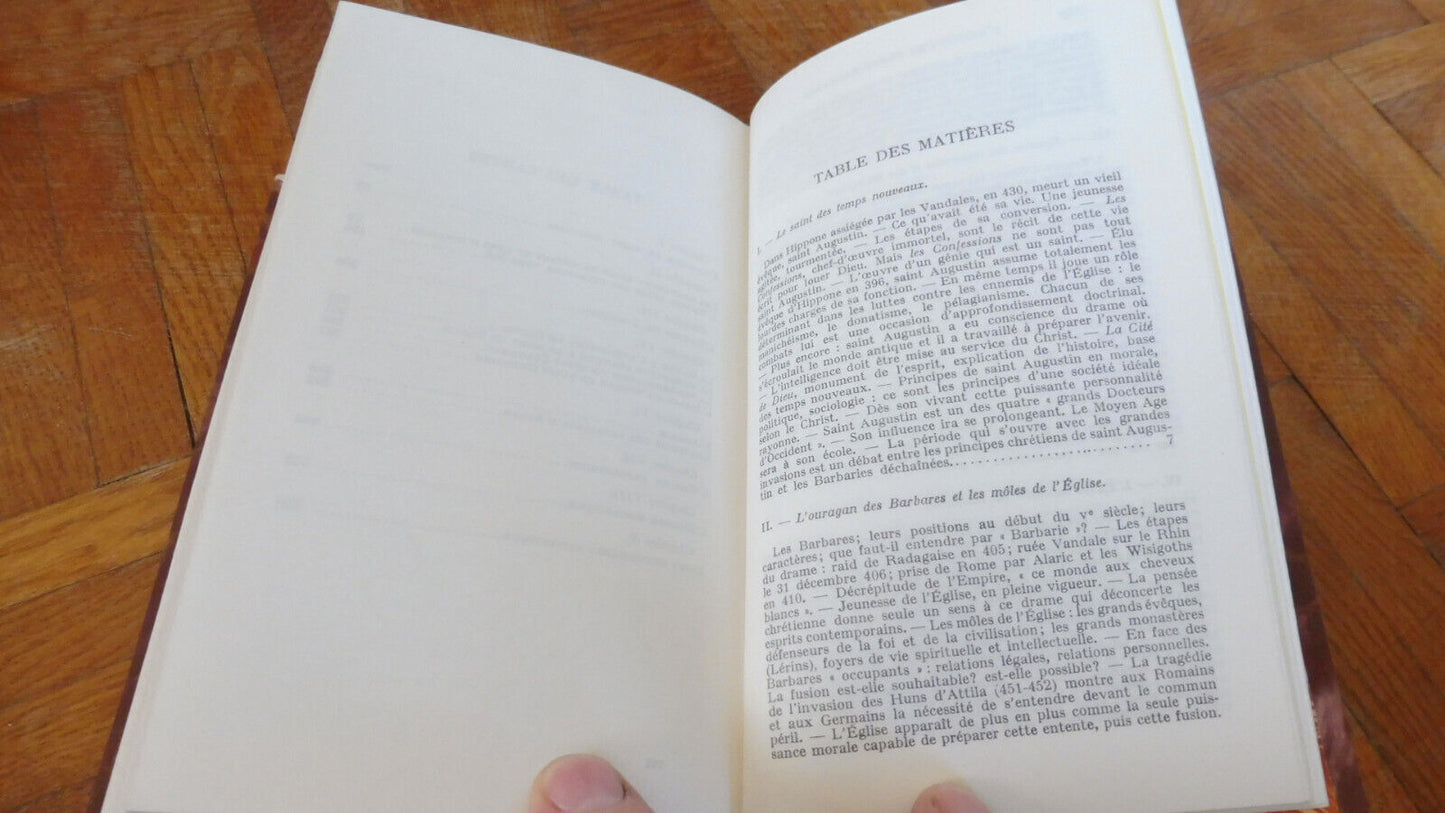 TABLE DES MATIÈRES
I. — Le saint des temps nouveaux.
Dans Hippone assiégée par les Vandales, en 430, meurt un vieil
évêque, saint Augustin. — Ce qu'avait été sa vie. Une jeunesse
agitée, tourmentée. — Les étapes de sa conversion. — Les
Confessions, chef-d'œuvre immortel, sont le récit de cette vie
écrit pour louer Dieu. Mais les Confessions ne sont pas tout
saint Augustin. — L'œuvre d'un génie qui est un saint. — Élu
évêque d'Hippone en 396, saint Augustin assume totalement les
lourdes charges de sa fonction. — En même temps il joue un rôle
déterminant dans les luttes contre les ennemis de l'Église : le
manichéisme, le donatisme, le pélagianisme. Chacun de ses
combats lui est une occasion d'approfondissement doctrinal.
— Plus encore : saint Augustin a eu conscience du drame où
s'écroulait le monde antique et il a travaillé à préparer l'avenir.
— L'intelligence doit être mise au service du Christ. — La Cité
de Dieu, monument de l'esprit, explication de l'histoire, base
des temps nouveaux. — Principes de saint Augustin en morale,
politique, sociologie : ce sont les principes d'une société idéale
selon le Christ. — Dès son vivant cette puissante personnalité
rayonne. — Saint Augustin est un des quatre « grands Docteurs
d'Occident ». — Son influence ira se prolongeant. Le Moyen Age
sera à son école. — La période qui s'ouvre avec les grandes
invasions est un débat entre les principes chrétiens de saint Augus-
tin et les Barbaries déchaînées........................... 7
II. — L'ouragan des Barbares et les môles de l'Église.
Les Barbares; leurs positions au début du Ve siècle; leurs
caractères; que faut-il entendre par « Barbarie »? — Les étapes
du drame : raid de Radagaise en 405; ruée Vandale sur le Rhin
le 31 décembre 406; prise de Rome par Alaric et les Wisigoths
en 410. — Décrépitude de l'Empire, « ce monde aux cheveux
blancs ». — Jeunesse de l'Église, en pleine vigueur. — La pensée
chrétienne donne seule un sens à ce drame qui déconcerte les
esprits contemporains. — Les môles de l'Église : les grands évêques,
défenseurs de la foi et de la civilisation; les grands monastères
(Lérins), foyers de vie spirituelle et intellectuelle. — En face des
Barbares « occupants » : relations légales, relations personnelles.
La fusion est-elle souhaitable? est-elle possible? — La tragédie
de l'invasion des Huns d'Attila (451-452) montre aux Romains
et aux Germains la nécessité de s'entendre devant le commun
péril. — L'Église apparaît de plus en plus comme la seule puis-
sance morale capable de préparer cette entente, puis cette fusion.